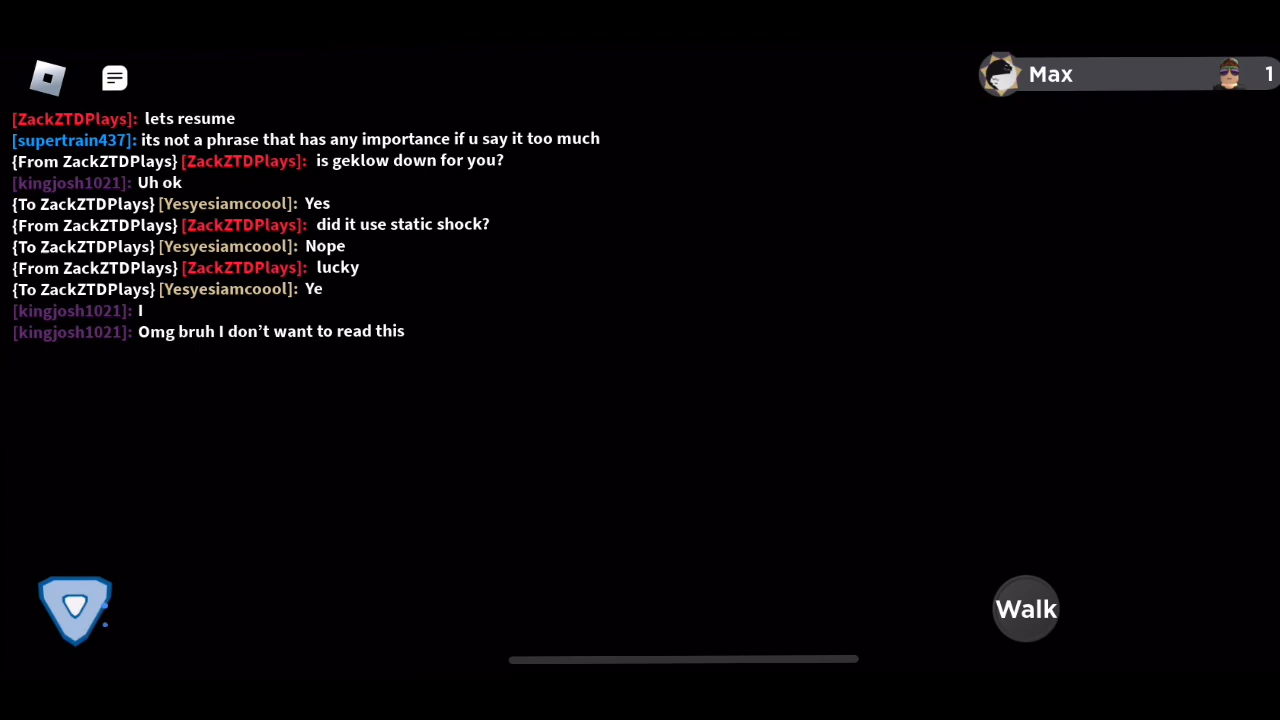 Max
1
[ZackZTDPlays]: lets resume
[supertrain437]: its not a phrase that has any importance if u say it too much
{From ZackZTDPlays} [ZackZTDPlays]: is geklow down for you?
[kingjosh1021]: Uh ok
{To ZackZTDPlays} [Yesyesiamcoool]: Yes
{From ZackZTDPlays} [ZackZTDPlays]: did it use static shock?
{To ZackZTDPlays} [Yesyesiamcoool]: Nope
{From ZackZTDPlays} [ZackZTDPlays]: lucky
{To ZackZTDPlays} [Yesyesiamcoool]: Ye
[kingjosh1021]: I
[kingjosh1021]: Omg bruh I don’t want to read this
Walk